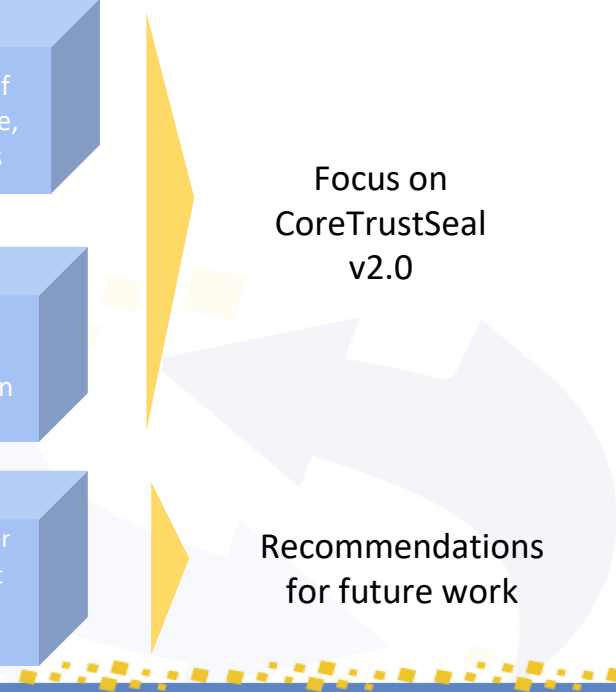 Focus on
CoreTrustSeal
v2.0
Recommendations
for future work